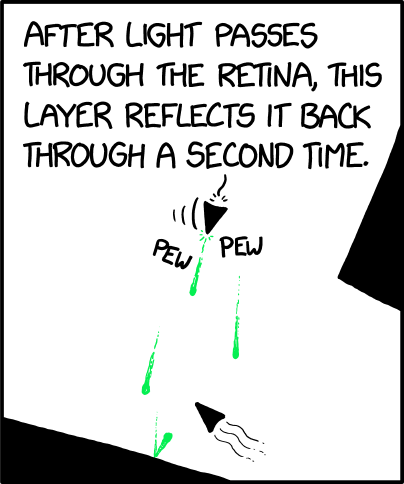 AFTER LIGHT PASSES
THROUGH THE RETINA, THIS
LAYER REFLECTS IT BACK
THROUGH A SECOND TIME.
PEW PEW